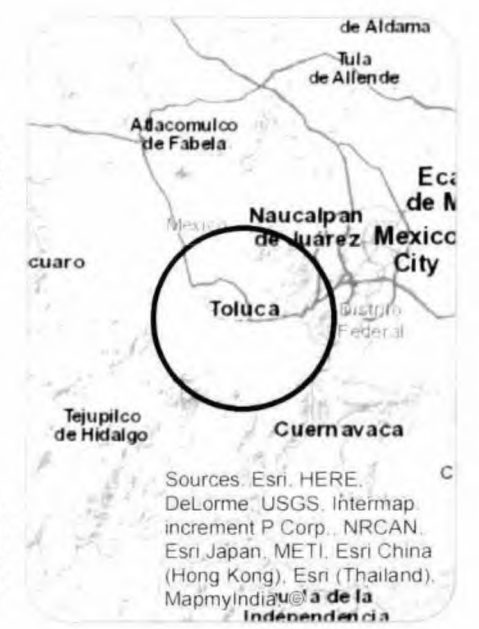 de Aldama
Tula
de Allende
Atlacomulco
de Fabela
Eca
de M
Naucalpan
de Juárez
Mexico
Mexico
City
cuaro
Toluca
Distrito
Federal
Tejupilco
de Hidalgo
Cuernavaca
C
Sources: Esri, HERE,
DeLorme, USGS, Intermap,
increment P Corp., NRCAN,
Esri Japan, METI, Esri China
(Hong Kong), Esri (Thailand),
MapmyIndia, ©
a de la
Independencia